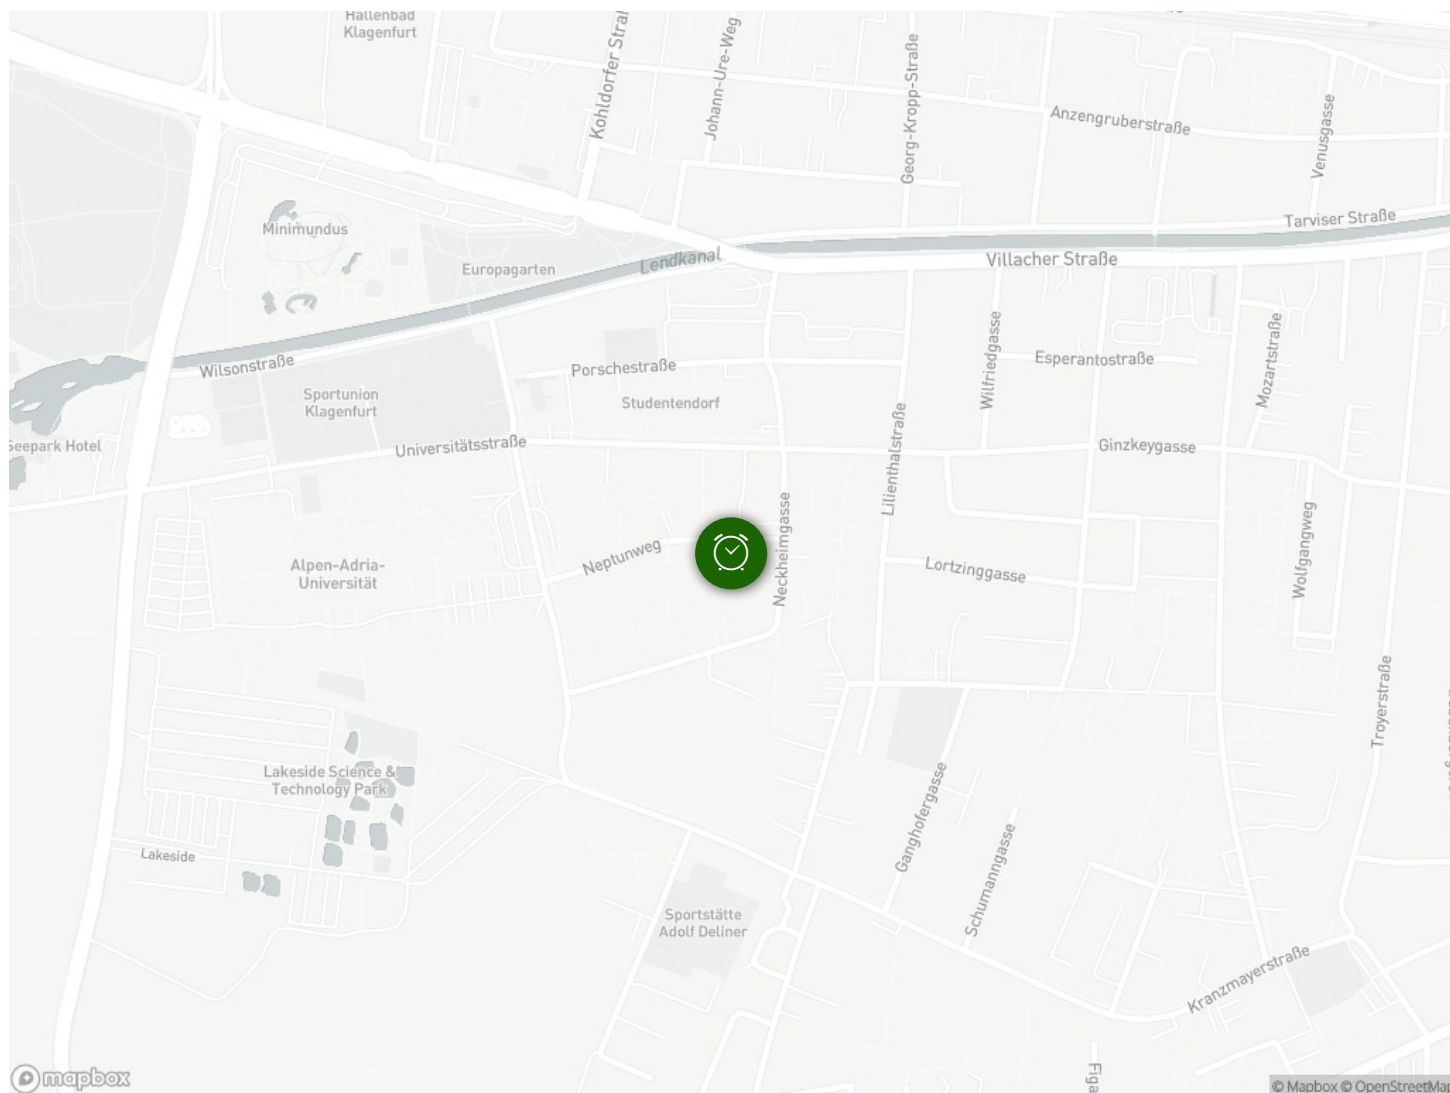 Hallenbad
Klagenfurt
Kohldorfer Straß
Johann-Ure-Weg
Georg-Kropp-Straße
Anzengruberstraße
Venusgasse
Tarviser Straße
Minimundus
Europagarten
Lendkanal
Villacher Straße
Wilsonstraße
Porschestraße
Wilfriedgasse
Esperantostraße
Mozartstraße
Sportunion
Klagenfurt
Studentendorf
Seepark Hotel
Universitätsstraße
Lilienthalstraße
Ginzkeygasse
Neckheimgasse
Neptunweg
Alpen-Adria-
Universität
Lortzinggasse
Wolfgangweg
Troyerstraße
Lakeside Science &
Technology Park
Lakeside
Ganghofergasse
Schumanngasse
Sportstätte
Adolf Deliner
Kranzmayerstraße
Figa
mapbox
© Mapbox © OpenStreetMap